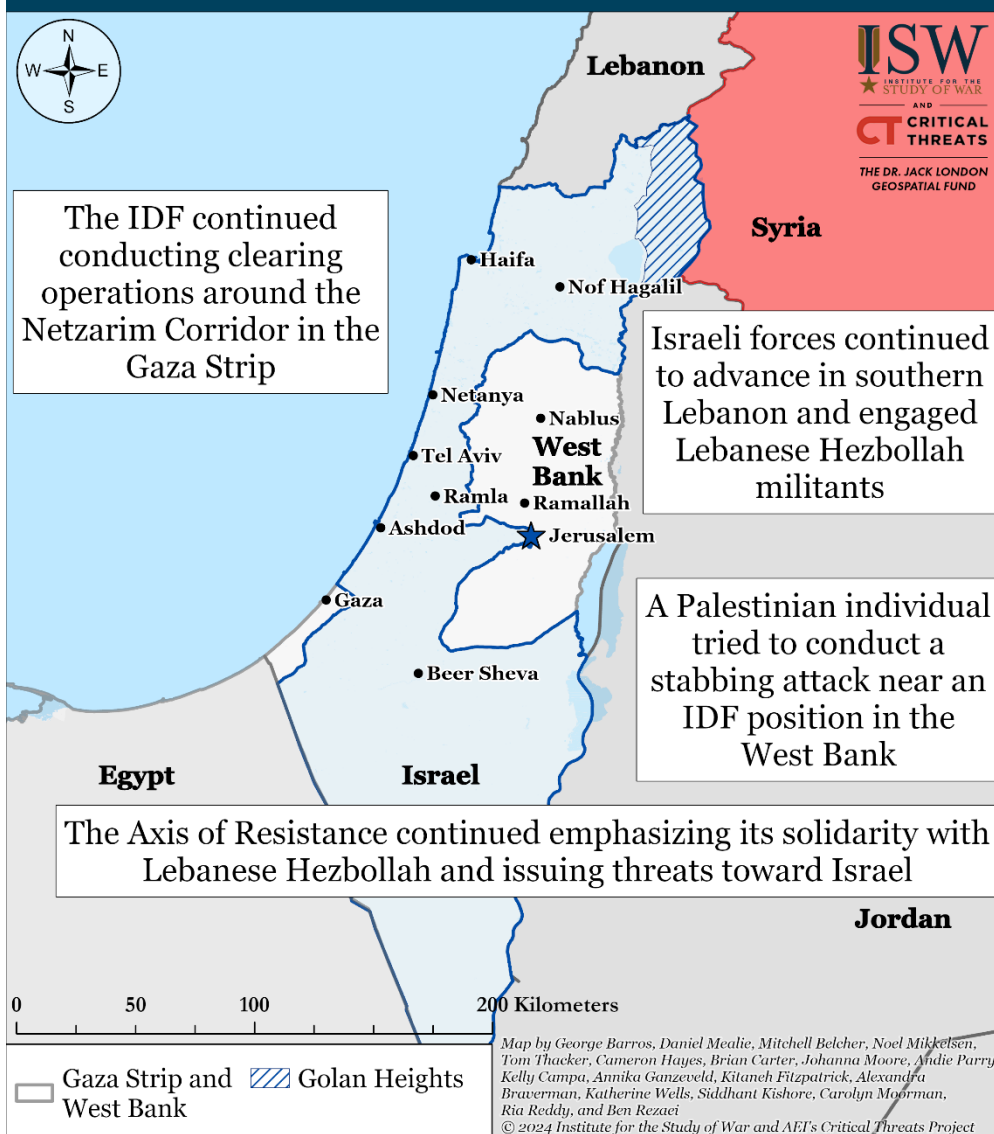 N
W
E
S
Lebanon
ISW
INSTITUTE FOR THE
STUDY OF WAR
AND
CT CRITICAL
THREATS
THE DR. JACK LONDON
GEOSPATIAL FUND
The IDF continued
conducting clearing
operations around the
Netzarim Corridor in the
Gaza Strip
Syria
Haifa
Nof Hagalil
Israeli forces continued
to advance in southern
Lebanon and engaged
Lebanese Hezbollah
militants
Netanya
Nablus
West
Bank
Tel Aviv
Ramla
Ramallah
Ashdod
Jerusalem
Gaza
A Palestinian individual
tried to conduct a
stabbing attack near an
IDF position in the
West Bank
Beer Sheva
Egypt
Israel
The Axis of Resistance continued emphasizing its solidarity with
Lebanese Hezbollah and issuing threats toward Israel
Jordan
0 50 100 200 Kilometers
Gaza Strip and
West Bank
Golan Heights
Map by George Barros, Daniel Mealie, Mitchell Belcher, Noel Mikkelsen,
Tom Thacker, Cameron Hayes, Brian Carter, Johanna Moore, Andie Parry,
Kelly Campa, Annika Ganzeveld, Kitaneh Fitzpatrick, Alexandra
Braverman, Katherine Wells, Siddhant Kishore, Carolyn Moorman,
Ria Reddy, and Ben Rezaei
© 2024 Institute for the Study of War and AEI's Critical Threats Project